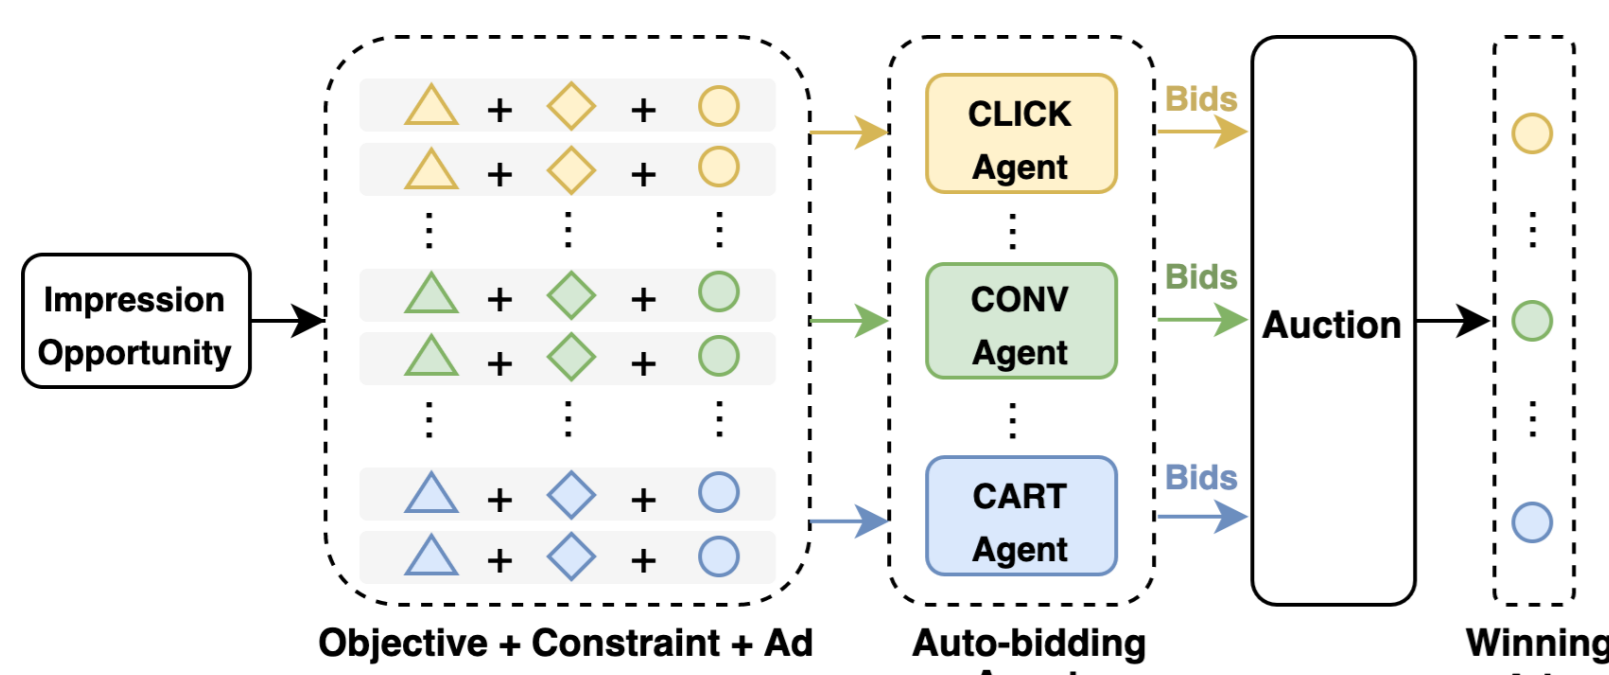 Impression
Opportunity
Objective + Constraint + Ad
CLICK
Agent
CONV
Agent
CART
Agent
Auto-bidding
Bids
Bids
Bids
Auction
Winning